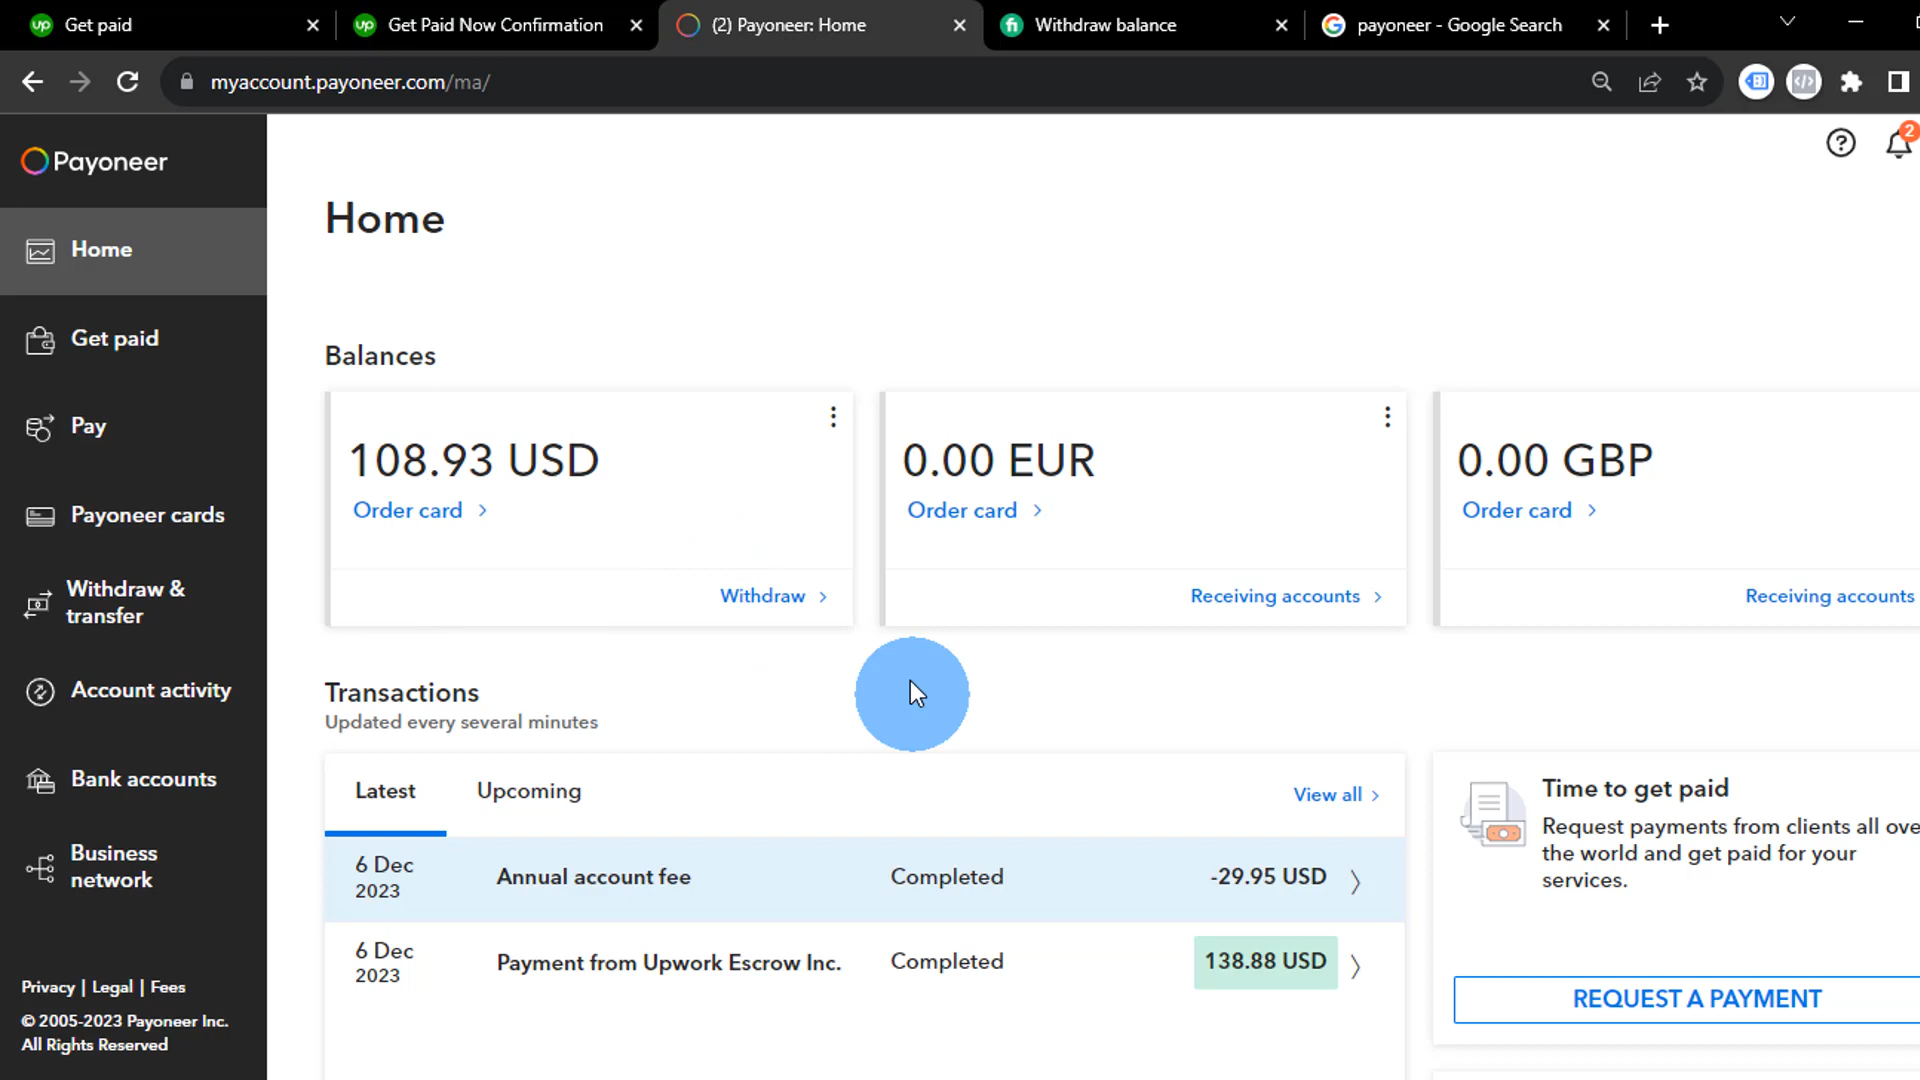 Get paid
Get Paid Now Confirmation
(2) Payoneer: Home
Withdraw balance
payoneer - Google Search
myaccount.payoneer.com/ma/
Payoneer
2
Home
Home
Get paid
Pay
Payoneer cards
Withdraw &
transfer
Account activity
Bank accounts
Business
network
Privacy | Legal | Fees
© 2005-2023 Payoneer Inc.
All Rights Reserved
Balances
108.93 USD
Order card
Withdraw
0.00 EUR
Order card
Receiving accounts
0.00 GBP
Order card
Receiving accounts
Transactions
Updated every several minutes
Latest
Upcoming
View all
6 Dec
2023
Annual account fee
Completed
-29.95 USD
6 Dec
2023
Payment from Upwork Escrow Inc.
Completed
138.88 USD
Time to get paid
Request payments from clients all ove
the world and get paid for your
services.
REQUEST A PAYMENT